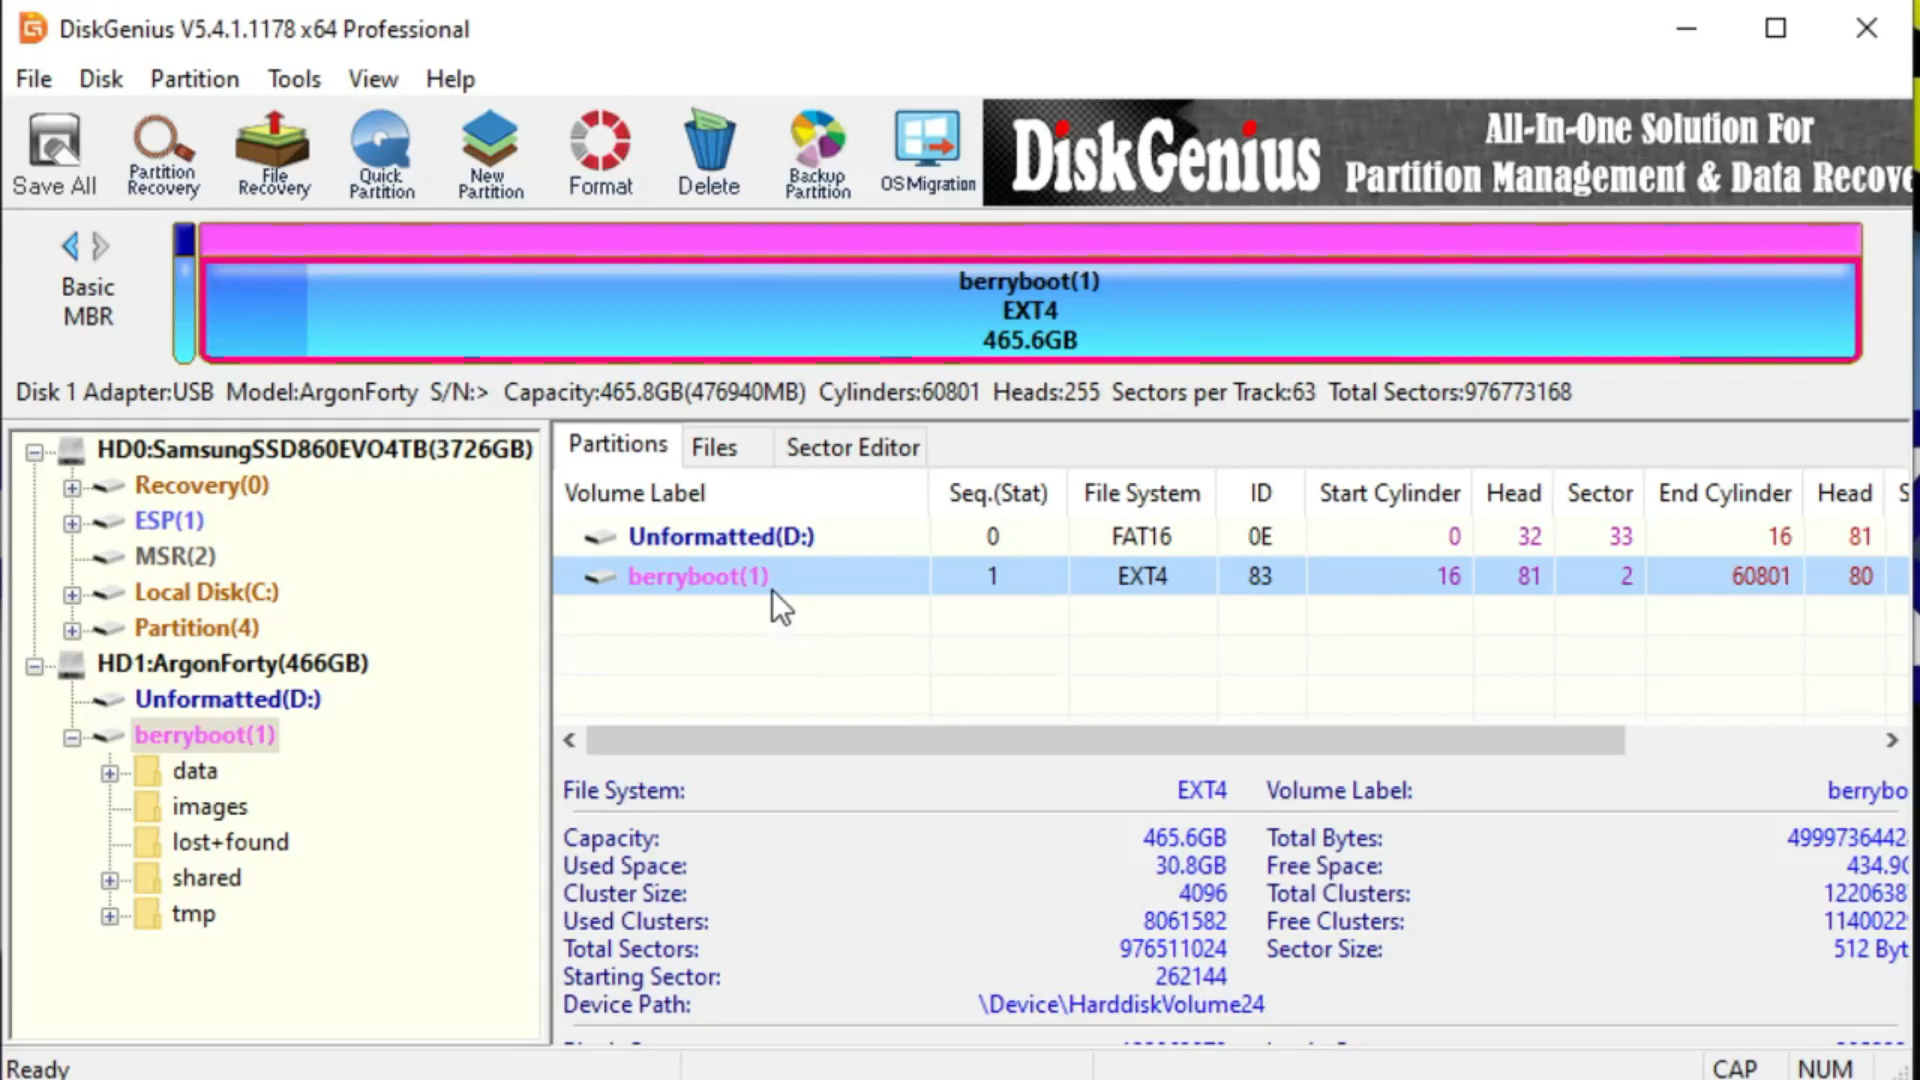 DiskGenius V5.4.1.1178 x64 Professional
File Disk Partition Tools View Help
Save All
Partition Recovery
File Recovery
Quick Partition
New Partition
Format
Delete
Backup Partition
OS Migration
DiskGenius
All-In-One Solution For
Partition Management & Data Recove
Basic
MBR
berryboot(1)
EXT4
465.6GB
Disk 1 Adapter:USB Model:ArgonForty S/N:> Capacity:465.8GB(476940MB) Cylinders:60801 Heads:255 Sectors per Track:63 Total Sectors:976773168
HD0:SamsungSSD860EVO4TB(3726GB)
Recovery(0)
ESP(1)
MSR(2)
Local Disk(C:)
Partition(4)
HD1:ArgonForty(466GB)
Unformatted(D:)
berryboot(1)
data
images
lost+found
shared
tmp
Partitions Files Sector Editor
Volume Label Seq.(Stat) File System ID Start Cylinder Head Sector End Cylinder Head S
Unformatted(D:) 0 FAT16 0E 0 32 33 16 81
berryboot(1) 1 EXT4 83 16 81 2 60801 80
File System: EXT4 Volume Label: berrybo
Capacity: 465.6GB Total Bytes: 4999736442
Used Space: 30.8GB Free Space: 434.9G
Cluster Size: 4096 Total Clusters: 1220638
Used Clusters: 8061582 Free Clusters: 1140022
Total Sectors: 976511024 Sector Size: 512 Byt
Starting Sector: 262144
Device Path: \Device\HarddiskVolume24
Ready CAP NUM